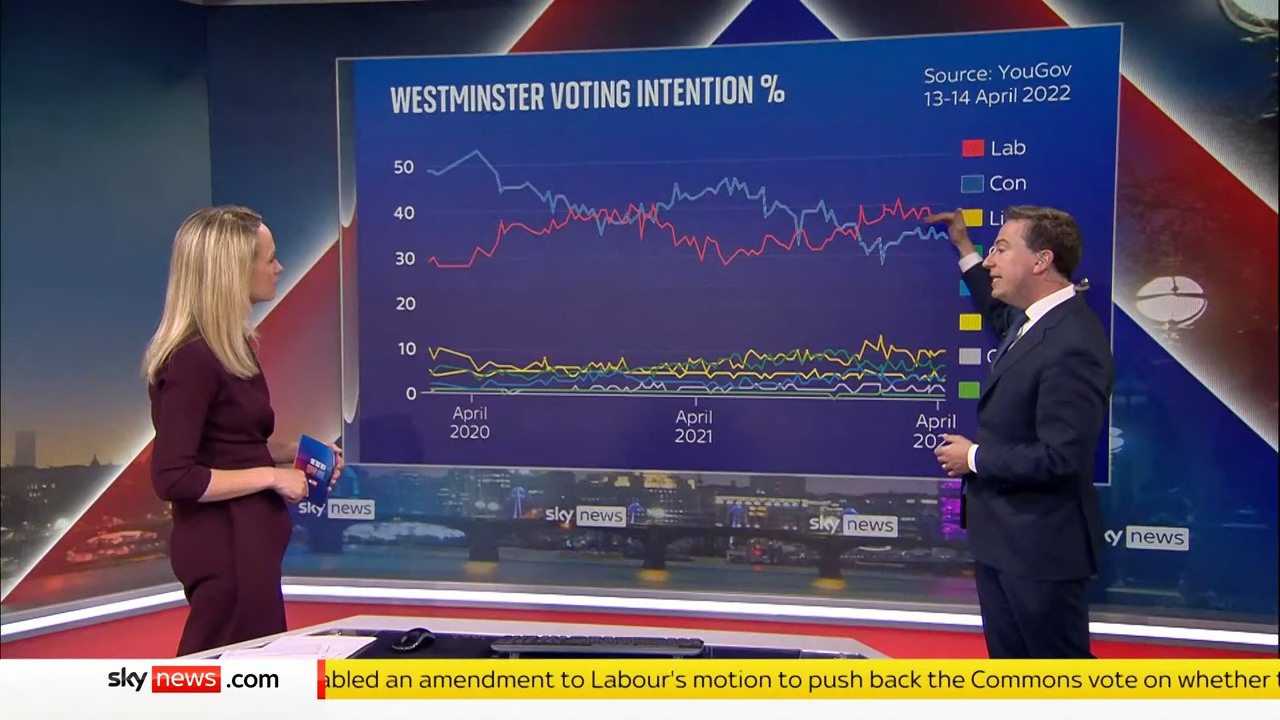 WESTMINSTER VOTING INTENTION %
Source: YouGov
13-14 April 2022
50
40
30
20
10
0
Lab
Con
April
2020
April
2021
April
sky news
sky news
sky news
ky news
sky news.com
abled an amendment to Labour's motion to push back the Commons vote on whether